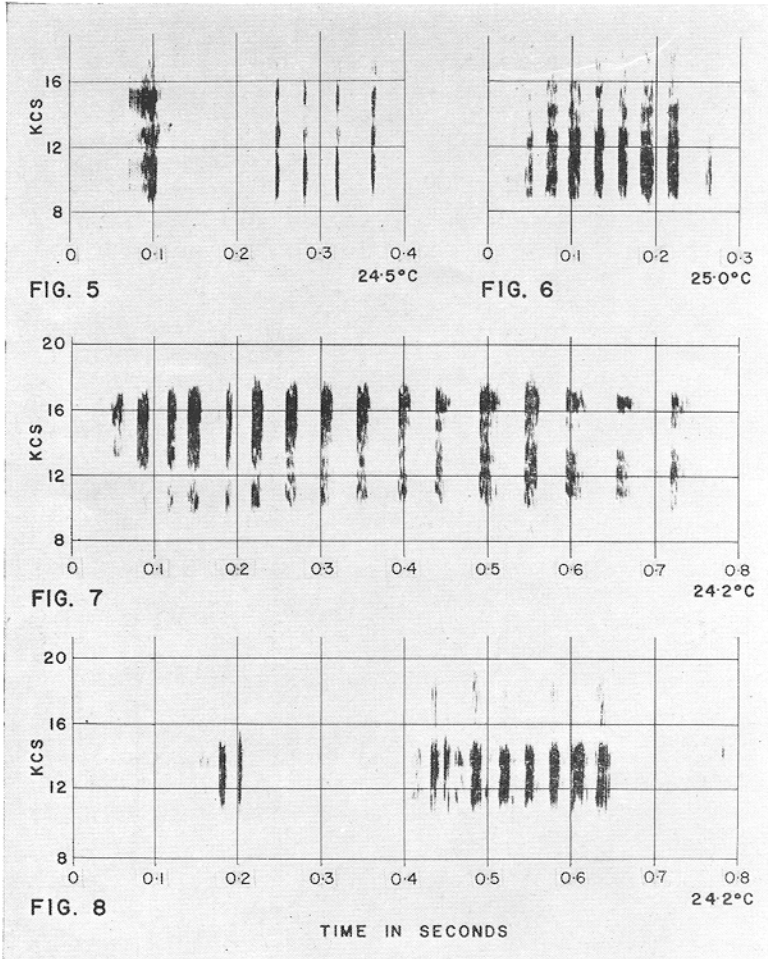 16
12
8
KCS
0 0·1 0·2 0·3 0·4
24·5°C
FIG. 5
0 0·1 0·2 0·3
25·0°C
FIG. 6
20
16
12
8
KCS
0 0·1 0·2 0·3 0·4 0·5 0·6 0·7 0·8
24·2°C
FIG. 7
20
16
12
8
KCS
0 0·1 0·2 0·3 0·4 0·5 0·6 0·7 0·8
24·2°C
FIG. 8
TIME IN SECONDS